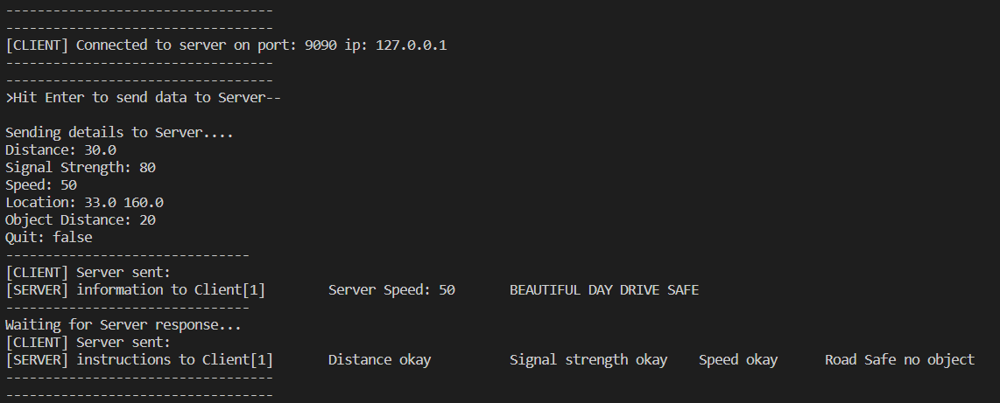 ----------------------------------
----------------------------------
[CLIENT] Connected to server on port: 9090 ip: 127.0.0.1
----------------------------------
----------------------------------
>Hit Enter to send data to Server--

Sending details to Server....
Distance: 30.0
Signal Strength: 80
Speed: 50
Location: 33.0 160.0
Object Distance: 20
Quit: false
-------------------------------
[CLIENT] Server sent:
[SERVER] information to Client[1]        Server Speed: 50       BEAUTIFUL DAY DRIVE SAFE
-------------------------------
Waiting for Server response...
[CLIENT] Server sent:
[SERVER] instructions to Client[1]       Distance okay          Signal strength okay    Speed okay      Road Safe no object
----------------------------------
----------------------------------